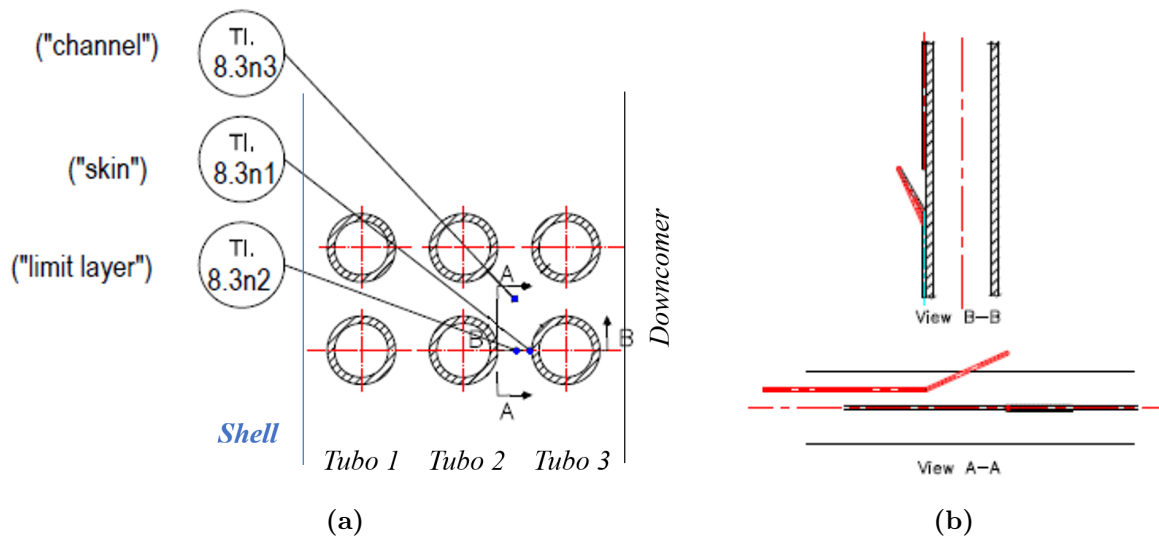 ("channel")
TI.
8.3n3
("skin")
TI.
8.3n1
("limit layer")
TI.
8.3n2
A
B
B
A
Downcomer
Shell
Tubo 1 Tubo 2 Tubo 3
(a)
View B-B
View A-A
(b)